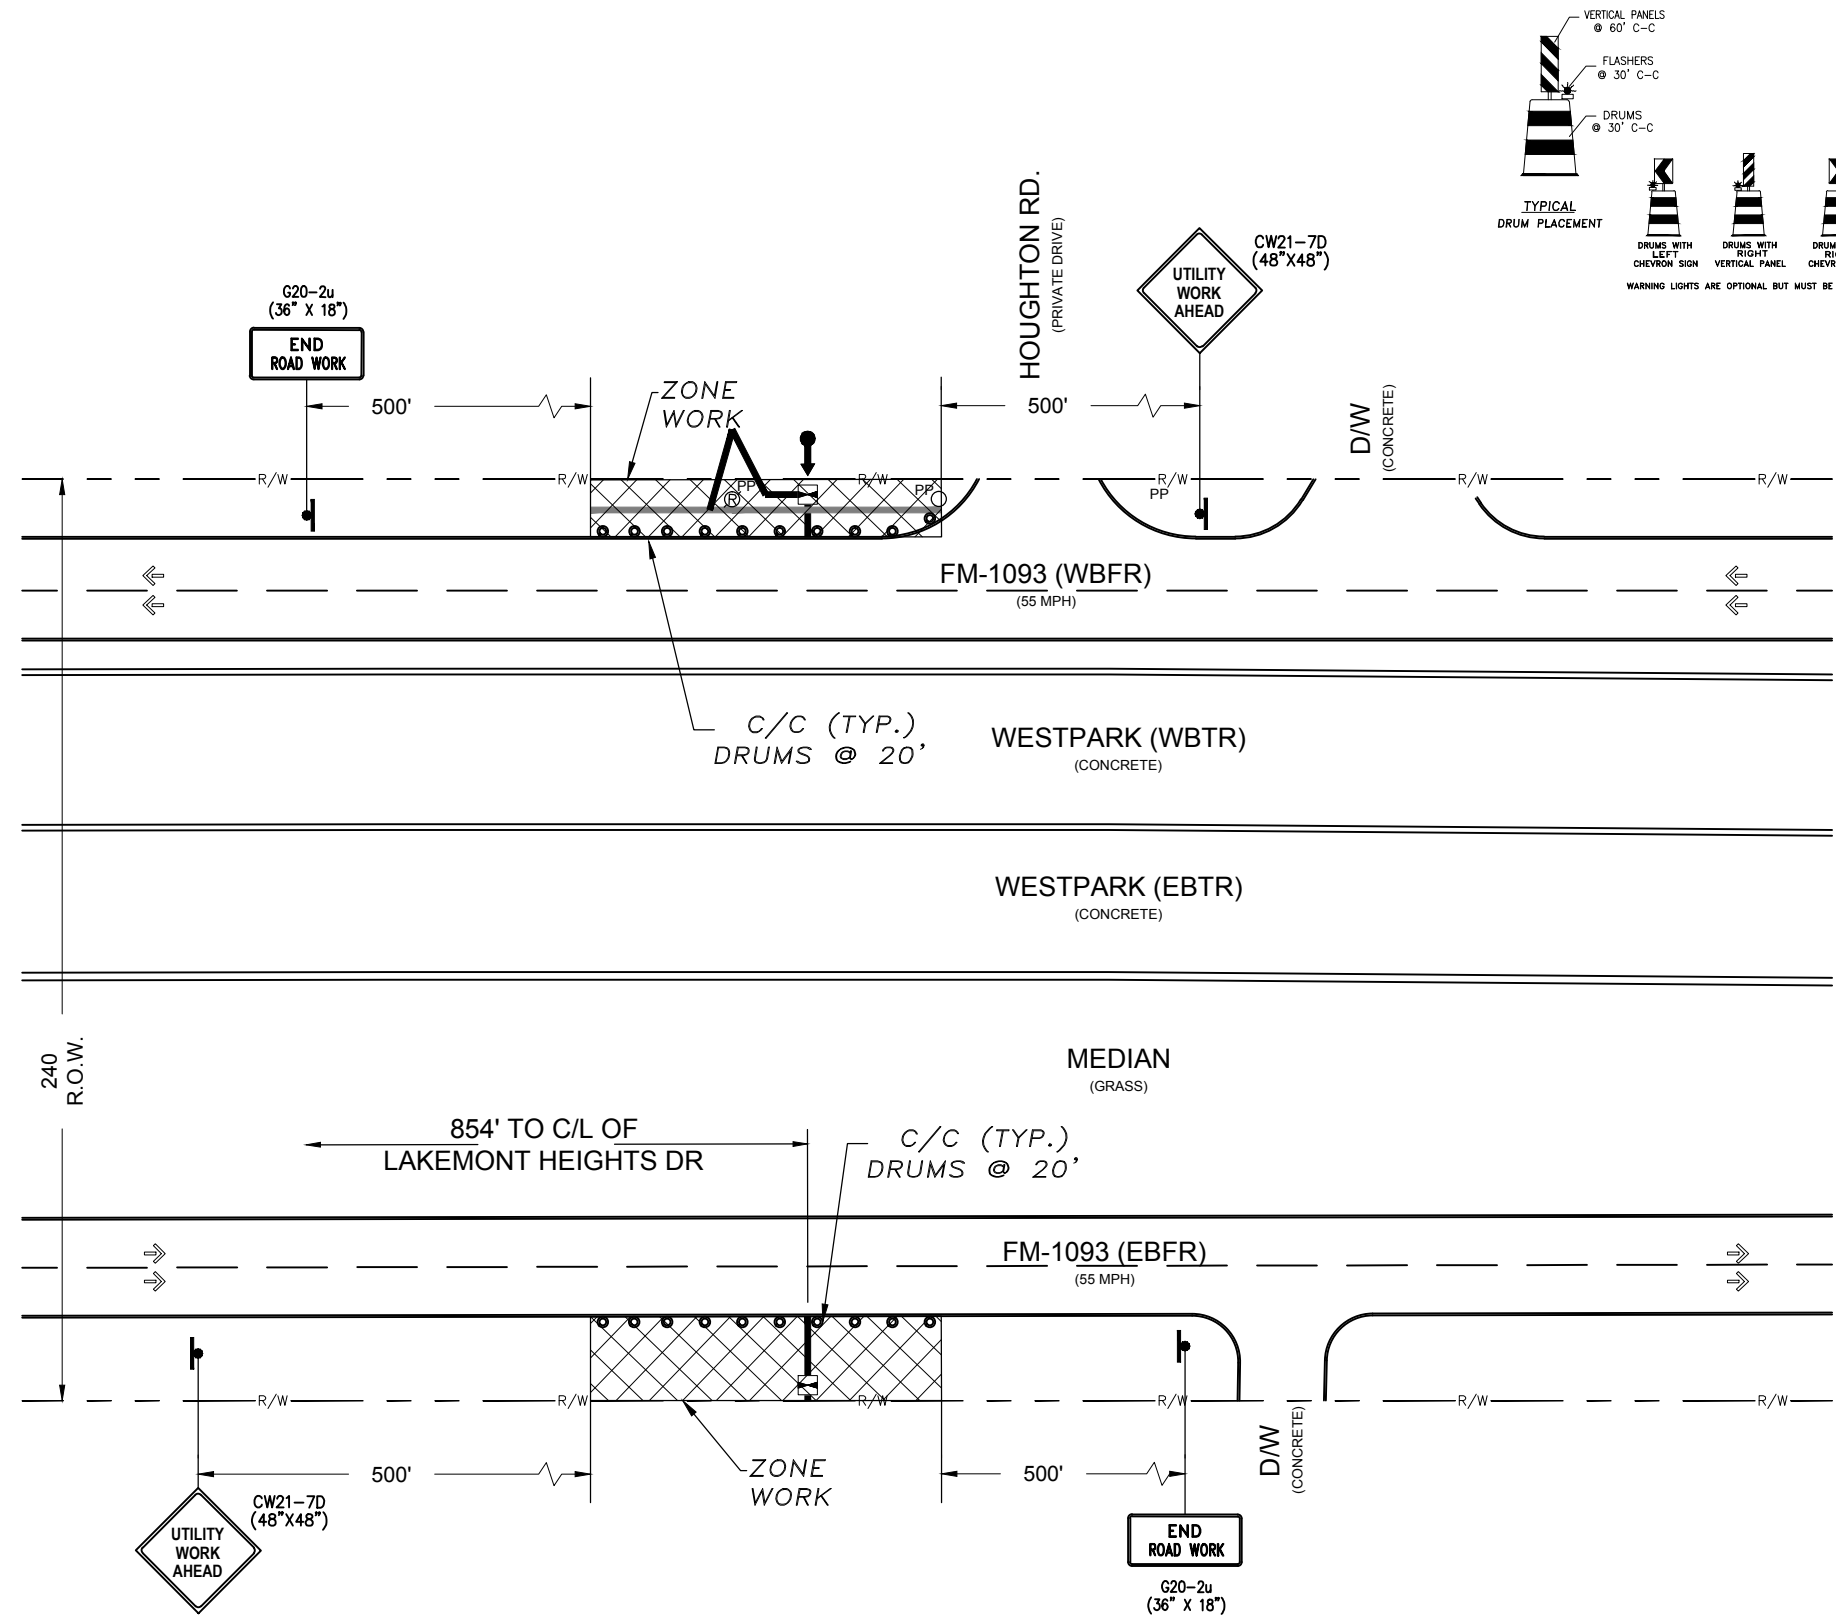 VERTICAL PANELS
@ 60' C-C
FLASHERS
@ 30' C-C
DRUMS
@ 30' C-C
TYPICAL
DRUM PLACEMENT
DRUMS WITH
LEFT
CHEVRON SIGN
DRUMS WITH
RIGHT
VERTICAL PANEL
DRUM
RI
CHEVR
WARNING LIGHTS ARE OPTIONAL BUT MUST BE
HOUGHTON RD.
(PRIVATE DRIVE)
CW21-7D
(48"X48")
UTILITY
WORK
AHEAD
G20-2u
(36" X 18")
END
ROAD WORK
500'
ZONE
WORK
500'
D/W
(CONCRETE)
R/W
R/W
R/W
R/W
R/W
R/W
PP
R
PP
PP
FM-1093 (WBFR)
(55 MPH)
C/C (TYP.)
DRUMS @ 20'
WESTPARK (WBTR)
(CONCRETE)
WESTPARK (EBTR)
(CONCRETE)
240
R.O.W.
MEDIAN
(GRASS)
854' TO C/L OF
LAKEMONT HEIGHTS DR
C/C (TYP.)
DRUMS @ 20'
FM-1093 (EBFR)
(55 MPH)
R/W
R/W
R/W
R/W
R/W
R/W
D/W
(CONCRETE)
500'
ZONE
WORK
500'
CW21-7D
(48"X48")
UTILITY
WORK
AHEAD
END
ROAD WORK
G20-2u
(36" X 18")